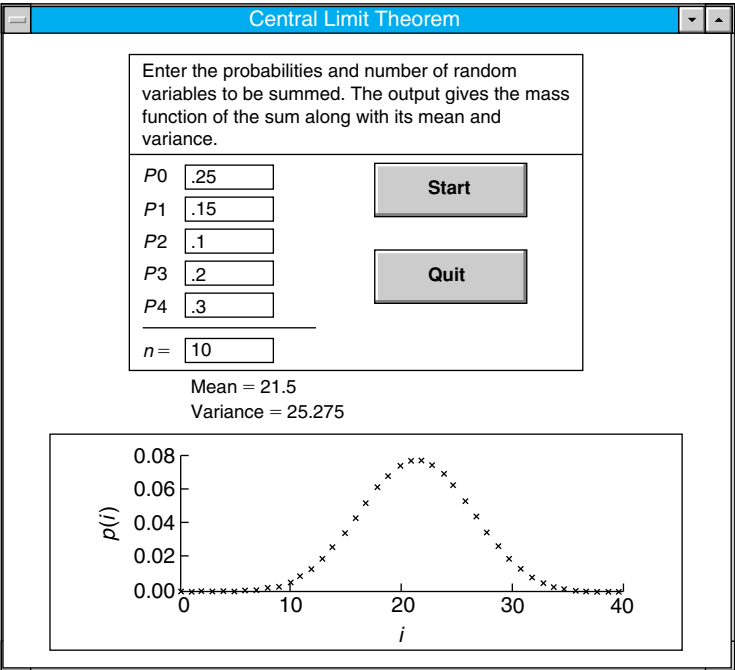 Central Limit Theorem
Enter the probabilities and number of random
variables to be summed. The output gives the mass
function of the sum along with its mean and
variance.
P0 .25
P1 .15
P2 .1
P3 .2
P4 .3
n = 10
Start
Quit
Mean = 21.5
Variance = 25.275
p(i)
0.08
0.06
0.04
0.02
0.00
0 10 20 30 40
i